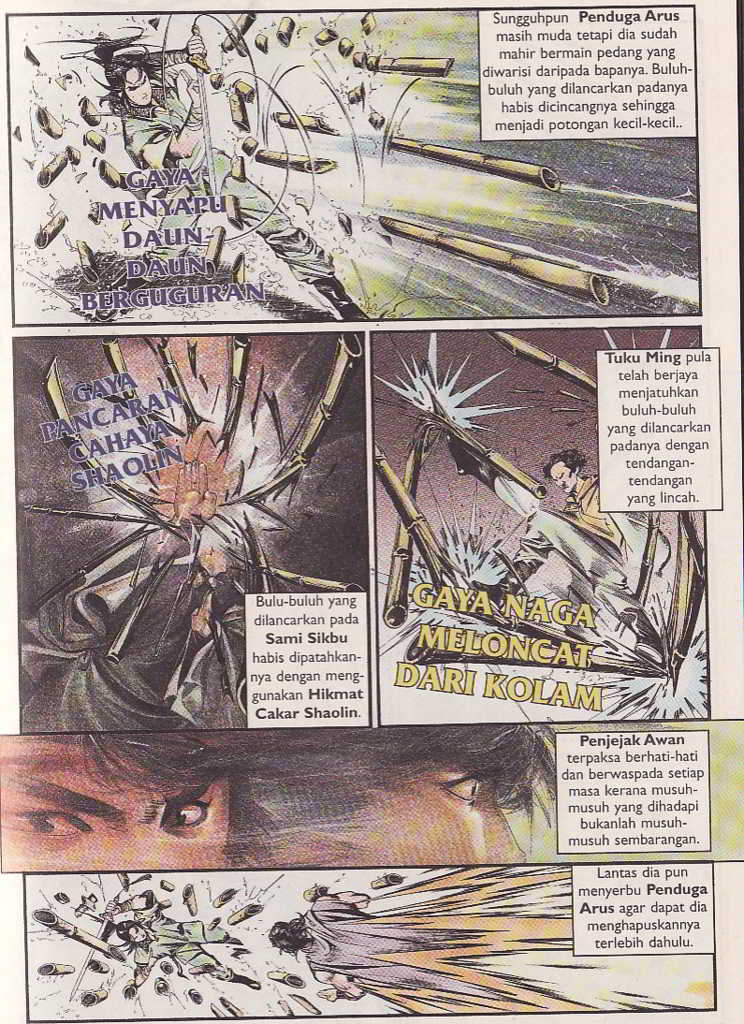 Sungguhpun Penduga Arus
masih muda tetapi dia sudah
mahir bermain pedang yang
diwarisi daripada bapanya. Buluh-
buluh yang dilancarkan padanya
habis dicincangnya sehingga
menjadi potongan kecil-kecil..
GAYA
MENYAPU
DAUN-
DAUN
BERGUGURAN
GAYA
PANCARAN
CAHAYA
SHAOLIN
Bulu-buluh yang
dilancarkan pada
Sami Sikbu
habis dipatahkan-
nya dengan meng-
gunakan Hikmat
Cakar Shaolin.
Tuku Ming pula
telah berjaya
menjatuhkan
buluh-buluh
yang dilancarkan
padanya dengan
tendangan-
tendangan
yang lincah.
GAYA NAGA
MELONCAT
DARI KOLAM
Penjejak Awan
terpaksa berhati-hati
dan berwaspada setiap
masa kerana musuh-
musuh yang dihadapi
bukanlah musuh-
musuh sembarangan.
Lantas dia pun
menyerbu Penduga
Arus agar dapat dia
menghapuskannya
terlebih dahulu.